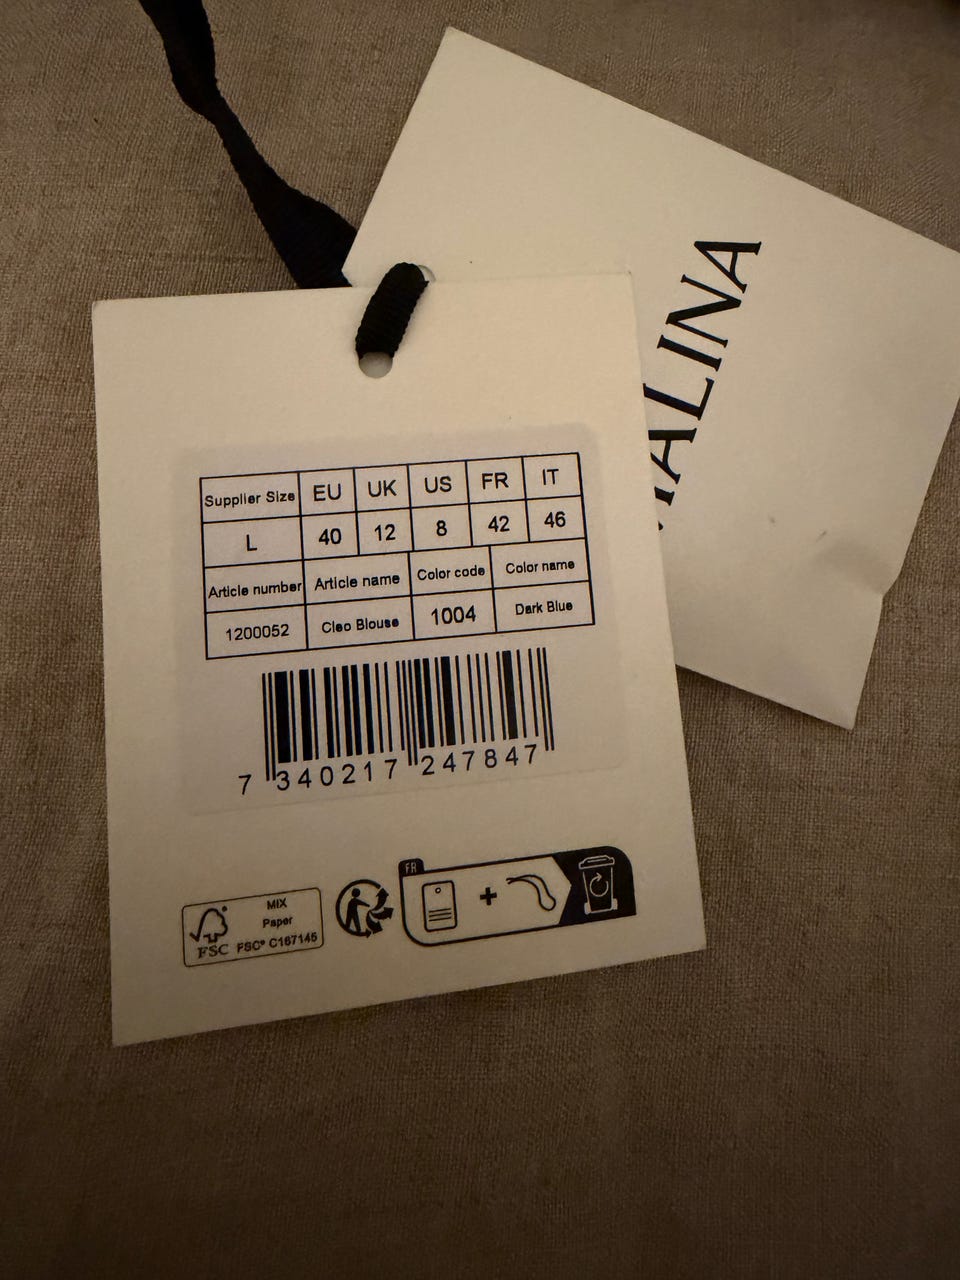 MALINA
Supplier Size EU UK US FR IT
L 40 12 8 42 46
Article number Article name Color code Color name
1200052 Cleo Blouse 1004 Dark Blue
7 340217 247847
FR
MIX
Paper
FSC FSC® C167145